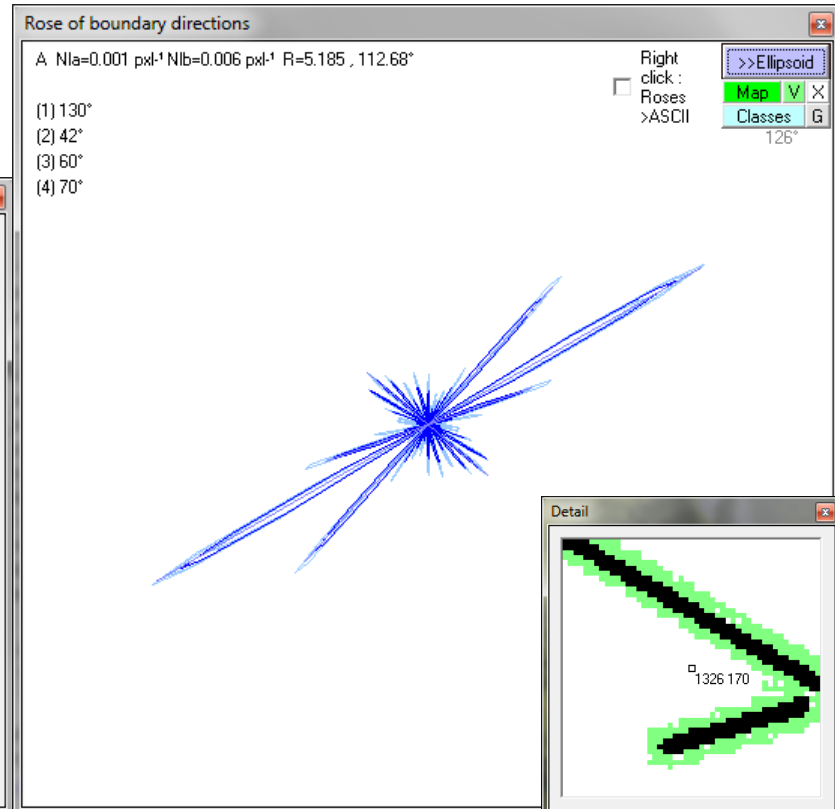 Rose of boundary directions
A NIa=0.001 pxl-¹ NIb=0.006 pxl-¹ R=5.185 , 112.68°
Right
click :
Roses
>ASCII
>>Ellipsoid
Map V X
Classes G
126°
(1) 130°
(2) 42°
(3) 60°
(4) 70°
Detail
1326 170